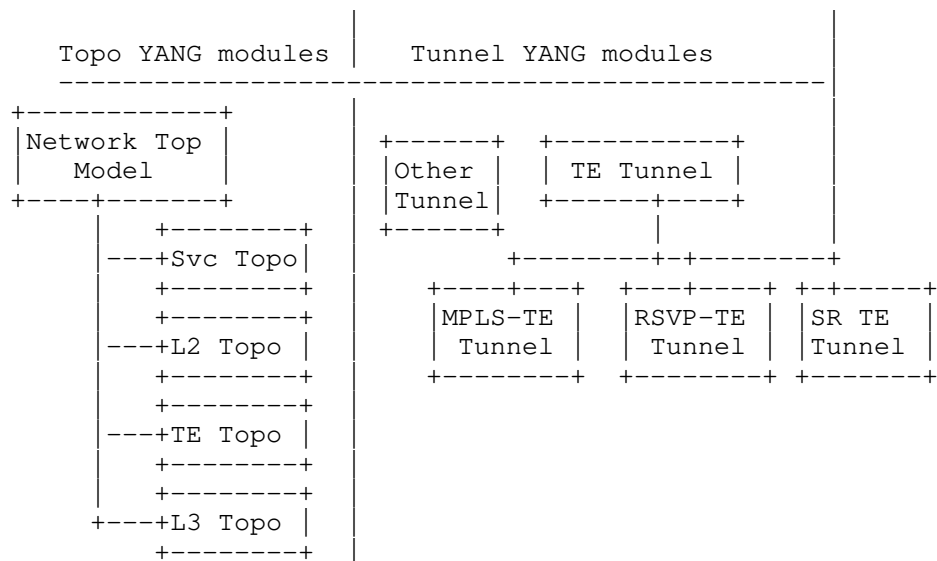 Topo YANG modules
Tunnel YANG modules
Network Top
Model
Other
Tunnel
TE Tunnel
Svc Topo
MPLS-TE
Tunnel
RSVP-TE
Tunnel
SR TE
Tunnel
L2 Topo
TE Topo
L3 Topo